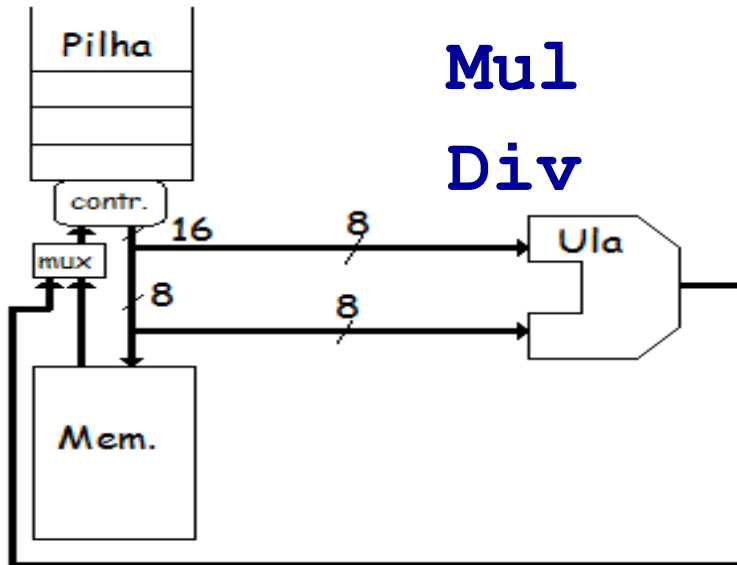 Pilha
Mul
Div
contr.
16
8
Ula
mux
8
8
Mem.